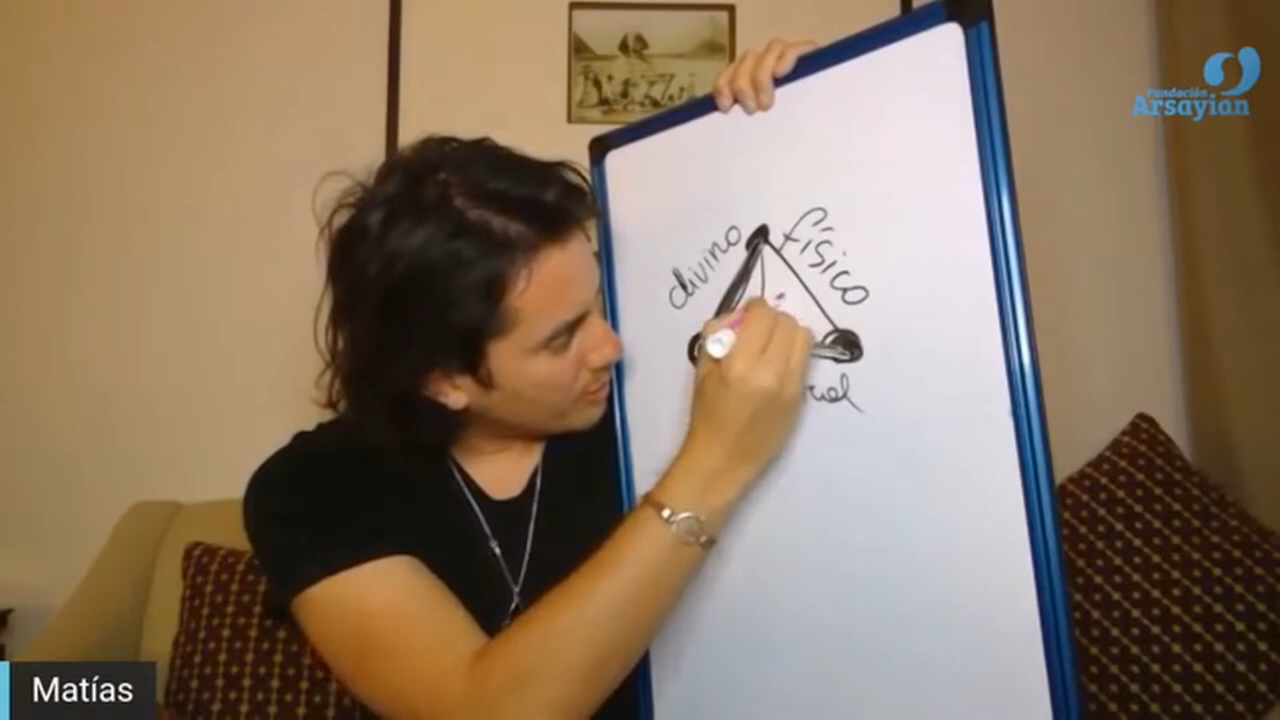 Fundación
Arsayian
divino
físico
Matías